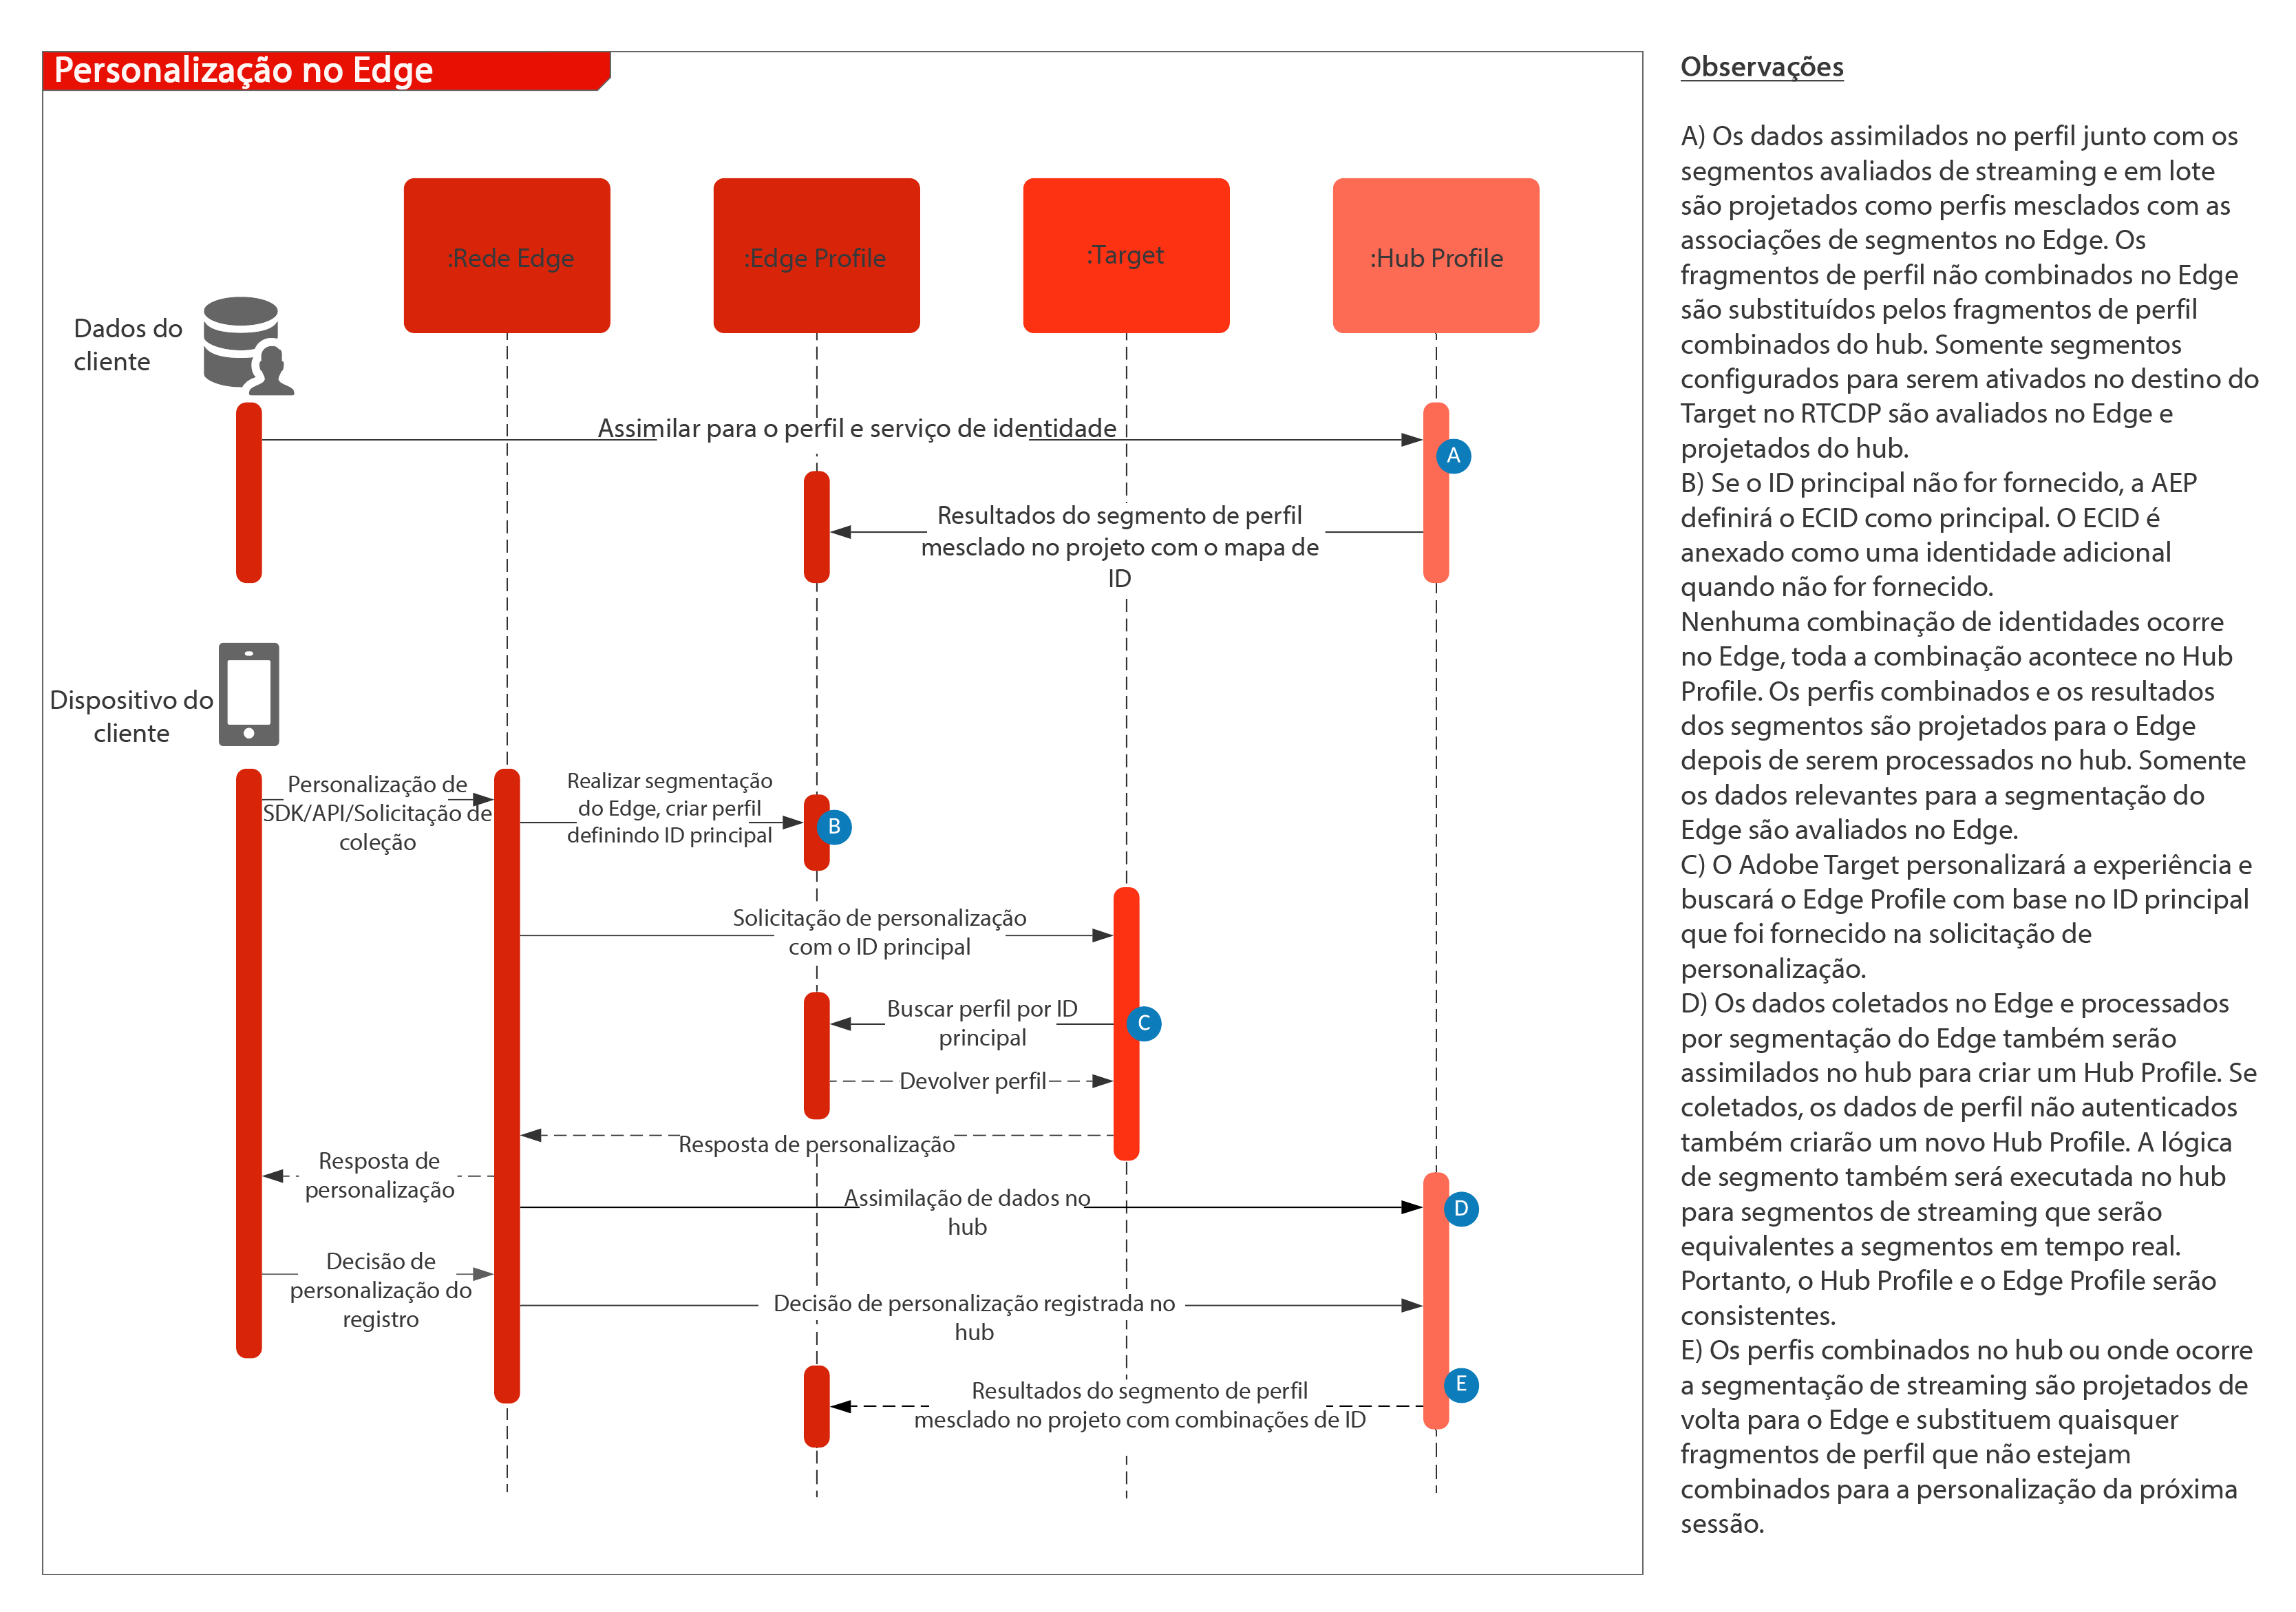 Personalização no Edge
:Rede Edge
:Edge Profile
:Target
:Hub Profile
Dados do
cliente
Assimilar para o perfil e serviço de identidade
A
Resultados do segmento de perfil
mesclado no projeto com o mapa de
ID
Dispositivo do
cliente
Personalização de
SDK/API/Solicitação de
coleção
Realizar segmentação
do Edge, criar perfil
definindo ID principal
B
Solicitação de personalização
com o ID principal
Buscar perfil por ID
principal
C
Devolver perfil
Resposta de personalização
Resposta de
personalização
Assimilação de dados no
hub
D
Decisão de
personalização do
registro
Decisão de personalização registrada no
hub
Resultados do segmento de perfil
mesclado no projeto com combinações de ID
E
Observações
A) Os dados assimilados no perfil junto com os
segmentos avaliados de streaming e em lote
são projetados como perfis mesclados com as
associações de segmentos no Edge. Os
fragmentos de perfil não combinados no Edge
são substituídos pelos fragmentos de perfil
combinados do hub. Somente segmentos
configurados para serem ativados no destino do
Target no RTCDP são avaliados no Edge e
projetados do hub.
B) Se o ID principal não for fornecido, a AEP
definirá o ECID como principal. O ECID é
anexado como uma identidade adicional
quando não for fornecido.
Nenhuma combinação de identidades ocorre
no Edge, toda a combinação acontece no Hub
Profile. Os perfis combinados e os resultados
dos segmentos são projetados para o Edge
depois de serem processados no hub. Somente
os dados relevantes para a segmentação do
Edge são avaliados no Edge.
C) O Adobe Target personalizará a experiência e
buscará o Edge Profile com base no ID principal
que foi fornecido na solicitação de
personalização.
D) Os dados coletados no Edge e processados
por segmentação do Edge também serão
assimilados no hub para criar um Hub Profile. Se
coletados, os dados de perfil não autenticados
também criarão um novo Hub Profile. A lógica
de segmento também será executada no hub
para segmentos de streaming que serão
equivalentes a segmentos em tempo real.
Portanto, o Hub Profile e o Edge Profile serão
consistentes.
E) Os perfis combinados no hub ou onde ocorre
a segmentação de streaming são projetados de
volta para o Edge e substituem quaisquer
fragmentos de perfil que não estejam
combinados para a personalização da próxima
sessão.